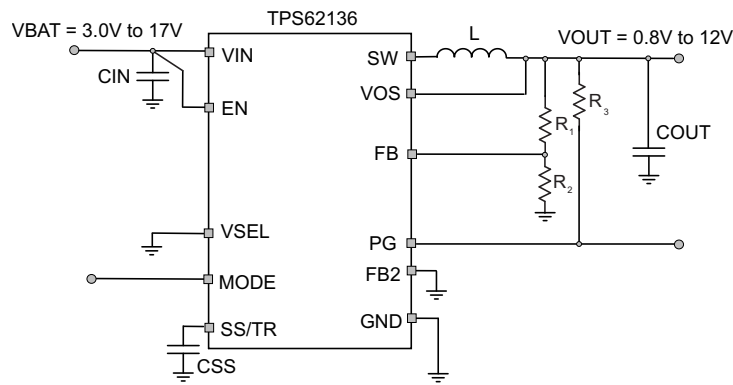 TPS62136
VBAT = 3.0V to 17V
VOUT = 0.8V to 12V
L
VIN
SW
CIN
VOS
EN
R1
R3
COUT
FB
R2
VSEL
PG
MODE
FB2
SS/TR
GND
CSS